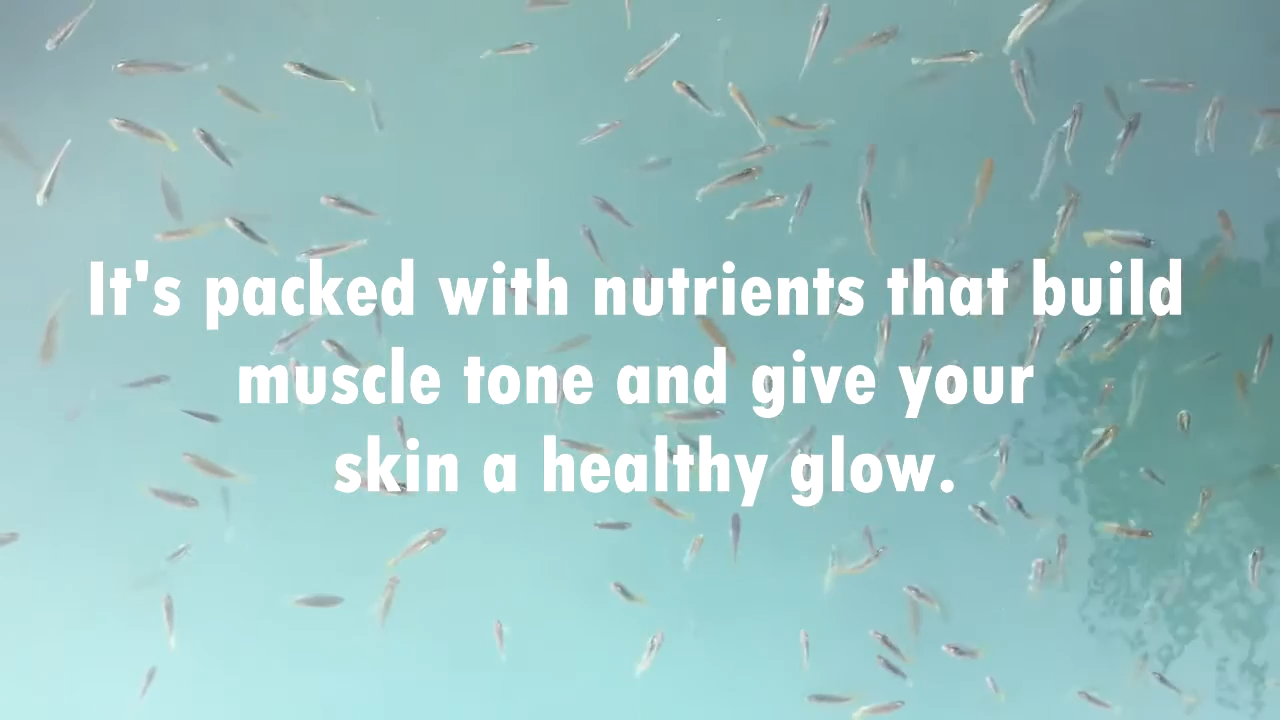 It's packed with nutrients that build
muscle tone and give your
skin a healthy glow.